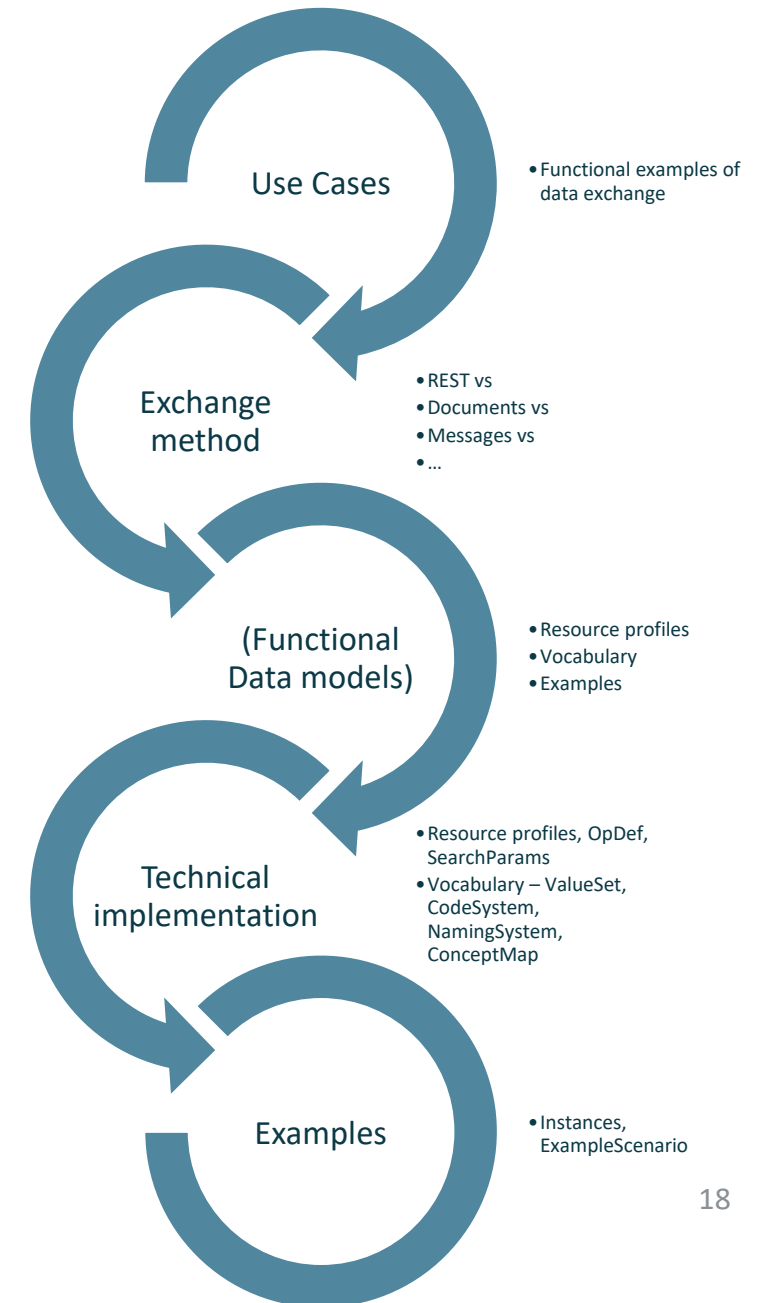 Use Cases
•Functional examples of
data exchange
Exchange
method
•REST vs
•Documents vs
•Messages vs
•…
(Functional
Data models)
•Resource profiles
•Vocabulary
•Examples
Technical
implementation
•Resource profiles, OpDef,
SearchParams
•Vocabulary – ValueSet,
CodeSystem,
NamingSystem,
ConceptMap
Examples
•Instances,
ExampleScenario
18